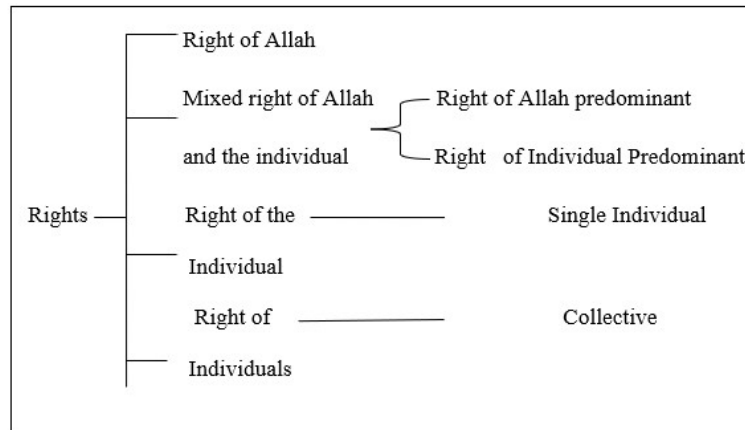 Right of Allah
Mixed right of Allah Right of Allah predominant
and the individual Right of Individual Predominant
Rights Right of the Single Individual
Individual
Right of Collective
Individuals